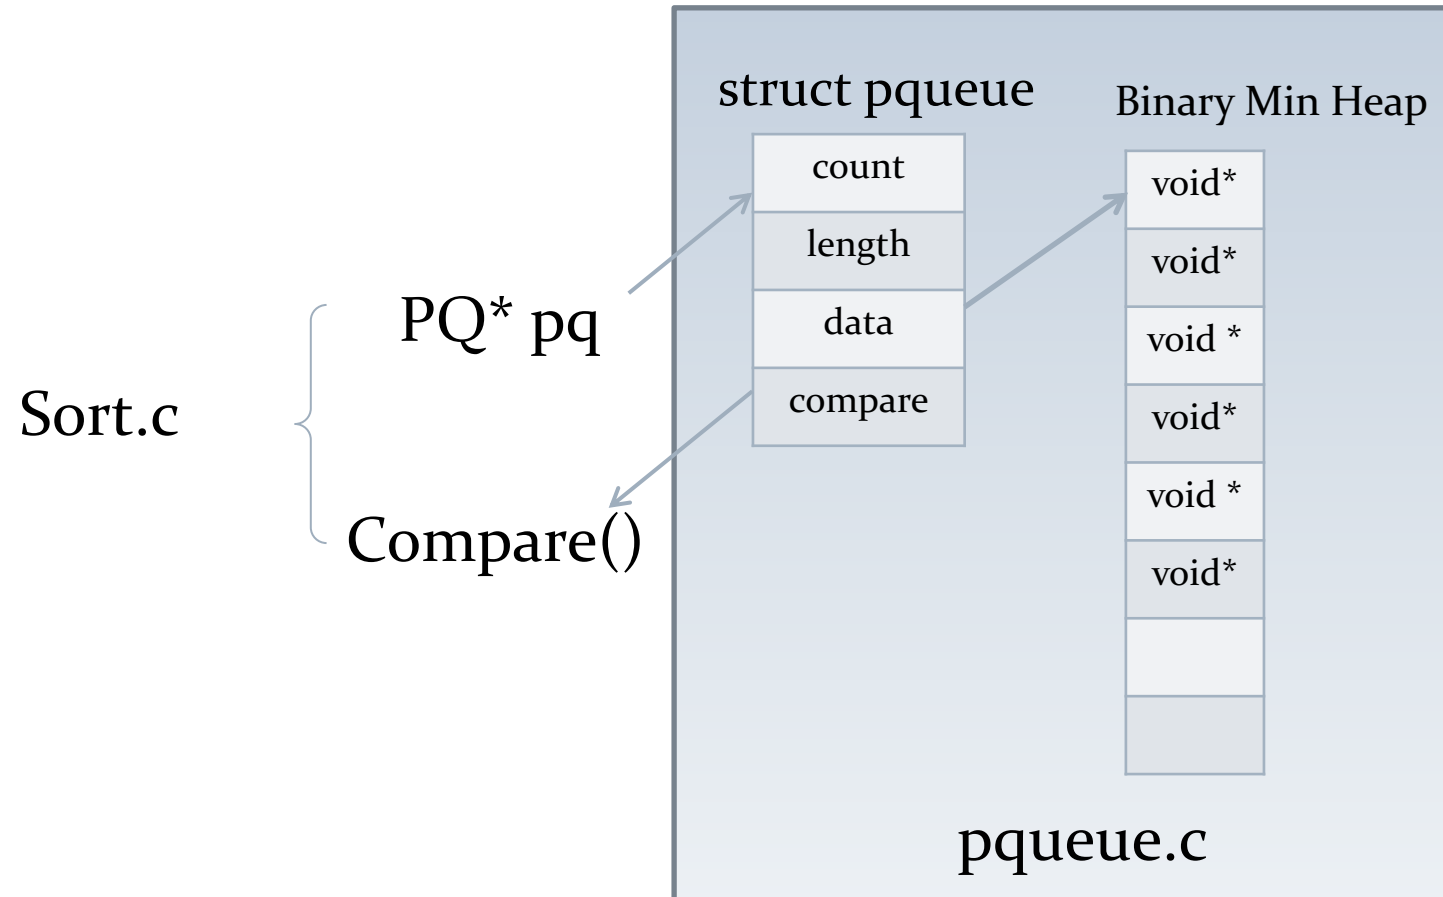 struct pqueue
Binary Min Heap
count
length
data
compare
void*
void*
void *
void*
void *
void*
PQ* pq
Sort.c
Compare()
pqueue.c